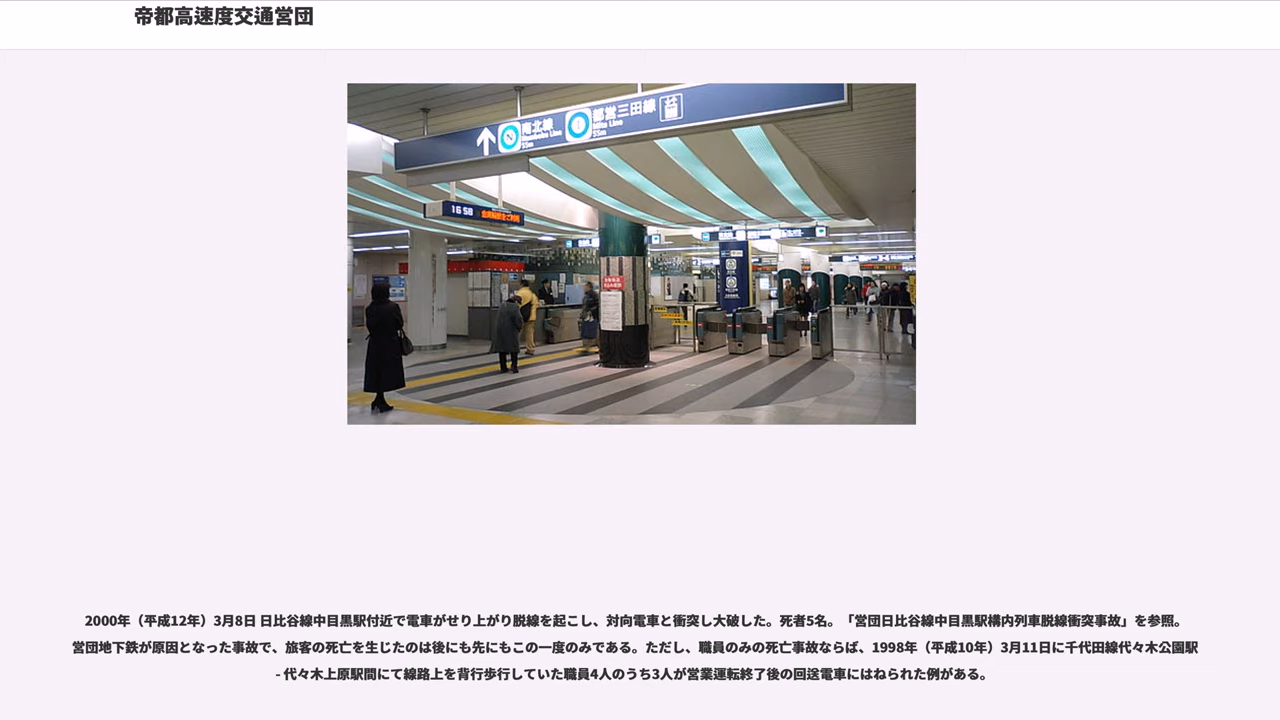 帝都高速度交通営団
南北線
Namboku Line
55m
都営三田線
Mita Line
55m
N
I
16 58
2000年（平成12年）3月8日 日比谷線中目黒駅付近で電車がせり上がり脱線を起こし、対向電車と衝突し大破した。死者5名。「営団日比谷線中目黒駅構内列車脱線衝突事故」を参照。
営団地下鉄が原因となった事故で、旅客の死亡を生じたのは後にも先にもこの一度のみである。ただし、職員のみの死亡事故ならば、1998年（平成10年）3月11日に千代田線代々木公園駅
- 代々木上原駅間にて線路上を背行歩行していた職員4人のうち3人が営業運転終了後の回送電車にはねられた例がある。